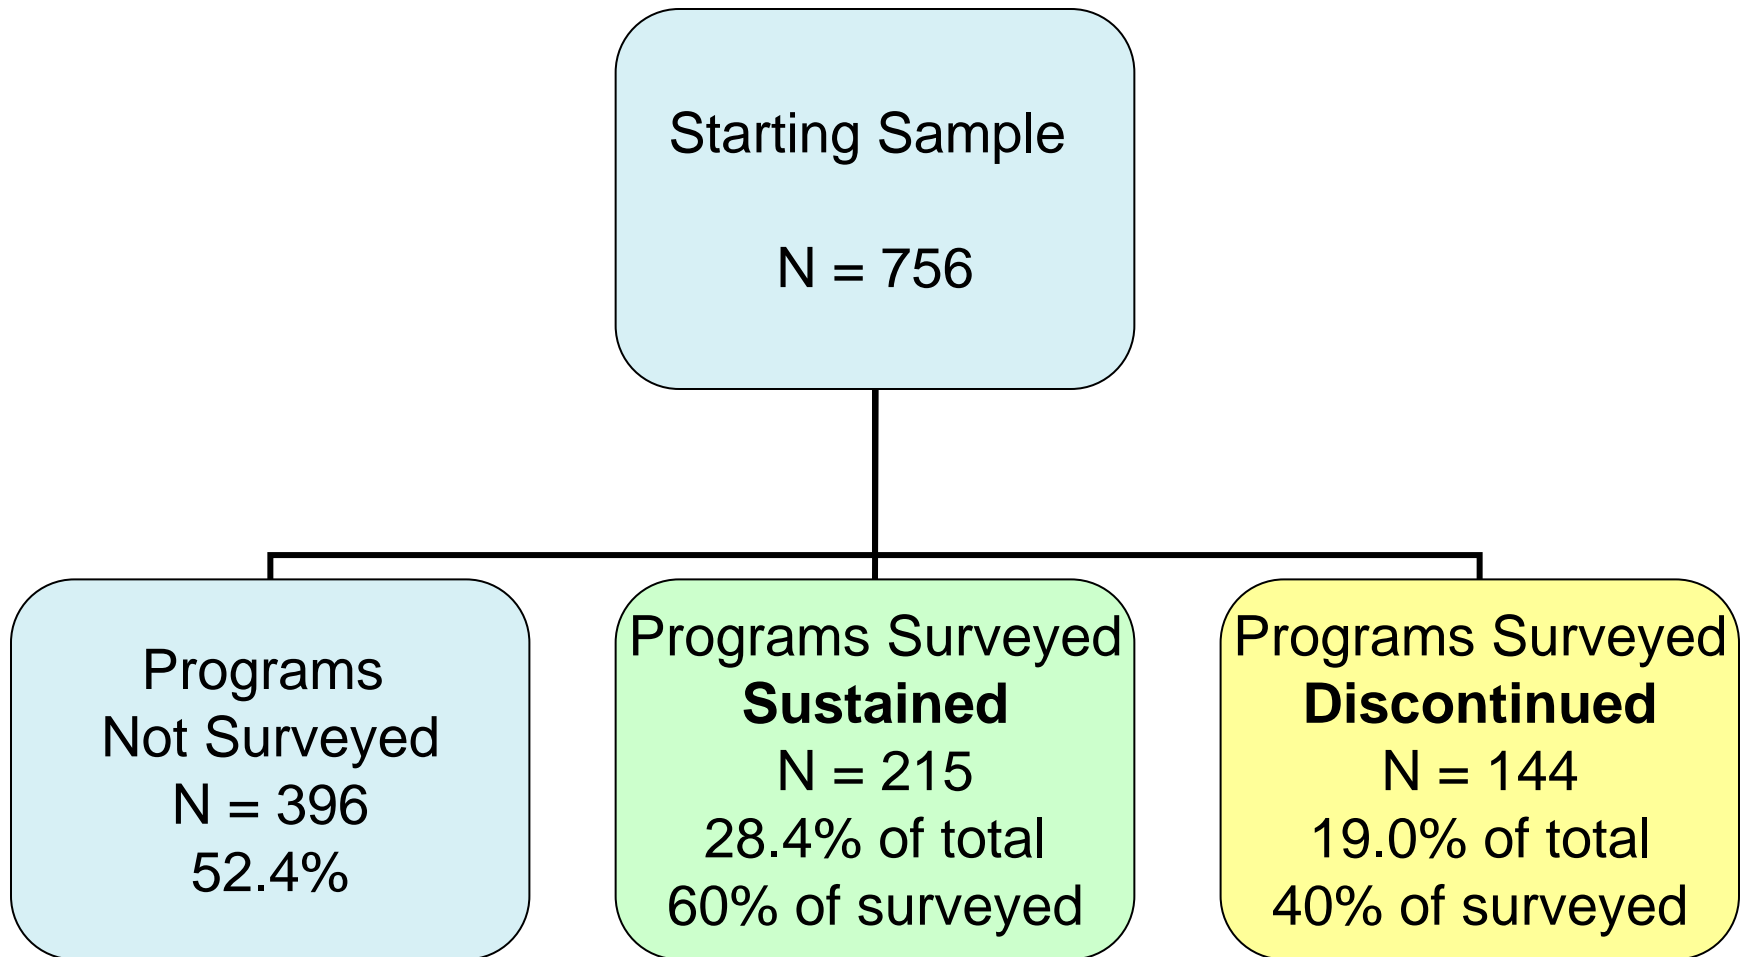 Starting Sample
N = 756
Programs
Not Surveyed
N = 396
52.4%
Programs Surveyed
Sustained
N = 215
28.4% of total
60% of surveyed
Programs Surveyed
Discontinued
N = 144
19.0% of total
40% of surveyed